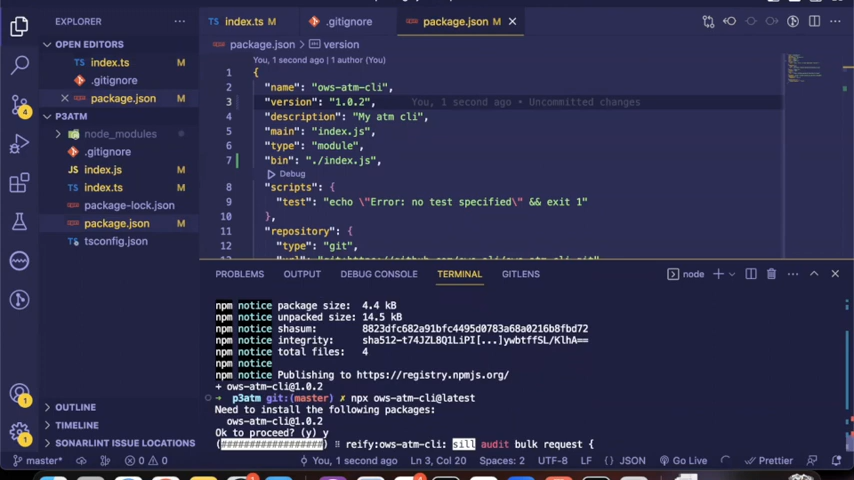 EXPLORER
OPEN EDITORS
index.ts M
.gitignore
package.json M
P3ATM
node_modules
.gitignore
index.js M
index.ts M
package-lock.json
package.json M
tsconfig.json
OUTLINE
TIMELINE
SONARLINT ISSUE LOCATIONS
4
1
1
index.ts M
.gitignore
package.json M
package.json > version
You, 1 second ago | 1 author (You)
1 {
2 "name": "ows-atm-cli",
3 "version": "1.0.2", You, 1 second ago • Uncommitted changes
4 "description": "My atm cli",
5 "main": "index.js",
6 "type": "module",
7 "bin": "./index.js",
Debug
8 "scripts": {
9 "test": "echo \"Error: no test specified\" && exit 1"
10 },
11 "repository": {
12 "type": "git",
PROBLEMS OUTPUT DEBUG CONSOLE TERMINAL GITLENS
node
npm notice package size: 4.4 kB
npm notice unpacked size: 14.5 kB
npm notice shasum: 8823dfc682a91bfc4495d0783a68a0216b8fbd72
npm notice integrity: sha512-t74JZL8Q1LiPI[...]ywbtffSL/KlhA==
npm notice total files: 4
npm notice
npm notice Publishing to https://registry.npmjs.org/
+ ows-atm-cli@1.0.2
→ p3atm git:(master) ✗ npx ows-atm-cli@latest
Need to install the following packages:
ows-atm-cli@1.0.2
Ok to proceed? (y) y
(##################) ⠇ reify:ows-atm-cli: sill audit bulk request {
master* 0 0 You, 1 second ago Ln 3, Col 20 Spaces: 2 UTF-8 LF {} JSON Go Live Prettier